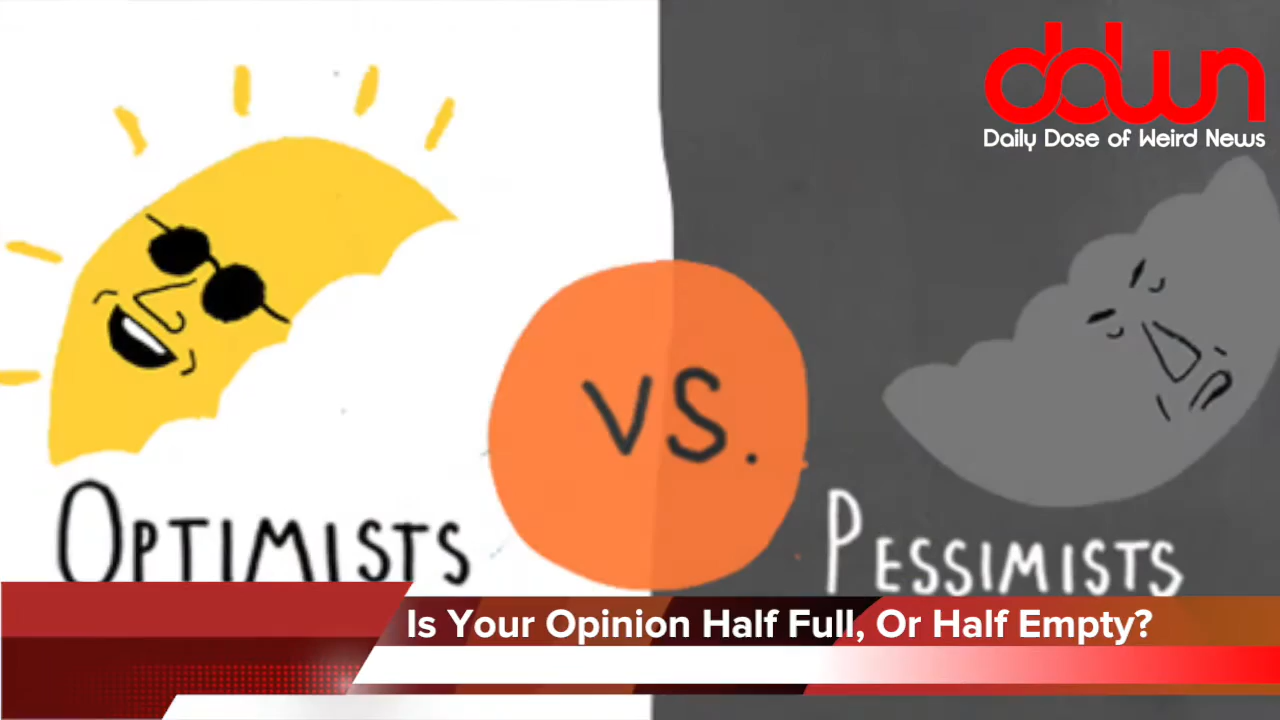 ddwn
Daily Dose of Weird News
VS.
OPTIMISTS
PESSIMISTS
Is Your Opinion Half Full, Or Half Empty?